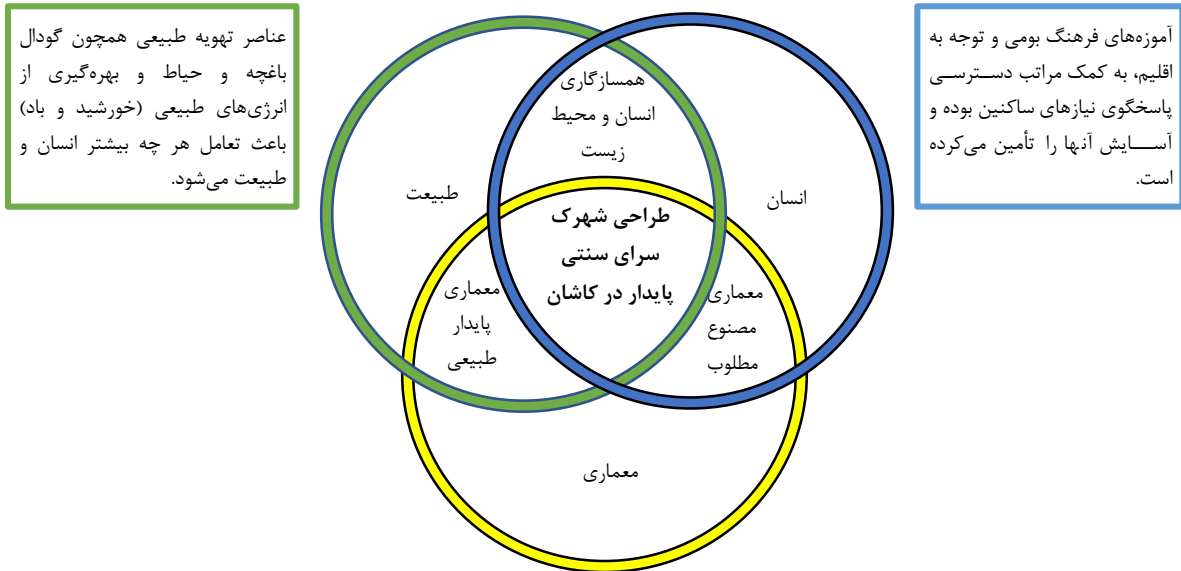 آموزه‌های فرهنگ بومی و توجه به
اقلیم، به کمک مراتب دسترسی
پاسخگوی نیازهای ساکنین بوده و
آسایش آنها را تأمین می‌کرده
است.
عناصر تهویه طبیعی همچون گودال
باغچه و حیاط و بهره‌گیری از
انرژی‌های طبیعی (خورشید و باد)
باعث تعامل هر چه بیشتر انسان و
طبیعت می‌شود.
همسازگاری
انسان و محیط
زیست
انسان
طبیعت
طراحی شهرک
سرای سنتی
پایدار در کاشان
معماری
مصنوع
مطلوب
معماری
پایدار
طبیعی
معماری